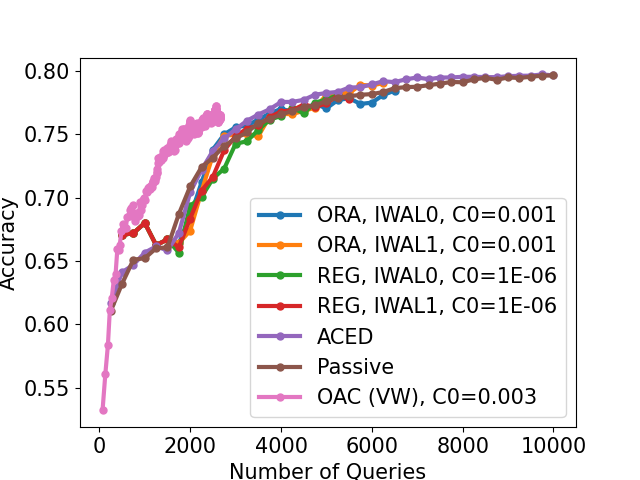 0.80
0.75
0.70
0.65
0.60
0.55
Accuracy
ORA, IWAL0, C0=0.001
ORA, IWAL1, C0=0.001
REG, IWAL0, C0=1E-06
REG, IWAL1, C0=1E-06
ACED
Passive
OAC (VW), C0=0.003
0 2000 4000 6000 8000 10000
Number of Queries